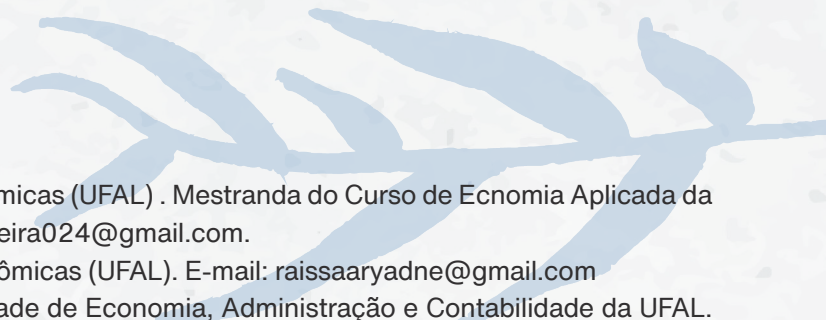 micas (UFAL) . Mestranda do Curso de Ecnomia Aplicada da
eira024@gmail.com.
ômicas (UFAL). E-mail: raissaaryadne@gmail.com
ade de Economia, Administração e Contabilidade da UFAL.